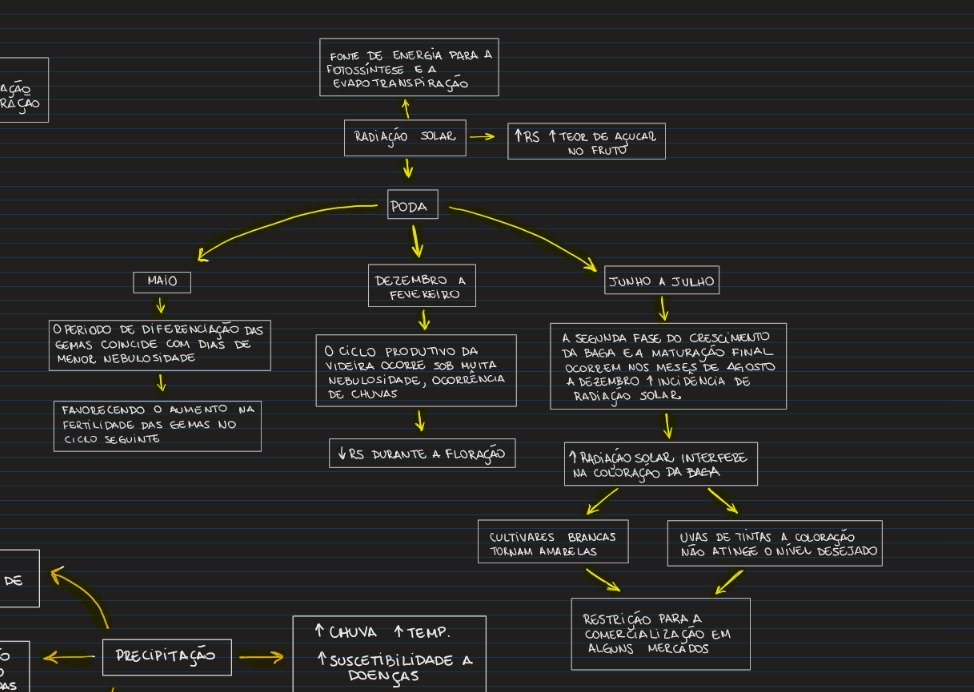 FONTE DE ENERGIA PARA A
FOTOSSÍNTESE E A
EVAPOTRANSPIRAÇÃO
AÇÃO
RAÇÃO
RADIAÇÃO SOLAR
↑RS ↑TEOR DE AÇUCAR
NO FRUTO
PODA
MAIO
DEZEMBRO A
FEVEREIRO
JUNHO A JULHO
O PERIODO DE DIFERENCIAÇÃO DAS
GEMAS COINCIDE COM DIAS DE
MENOR NEBULOSIDADE
O CICLO PRODUTIVO DA
VIDEIRA OCORRE SOB MUITA
NEBULOSIDADE, OCORRÊNCIA
DE CHUVAS
A SEGUNDA FASE DO CRESCIMENTO
DA BAGA E A MATURAÇÃO FINAL
OCORREM NOS MESES DE AGOSTO
A DEZEMBRO ↑ INCIDÊNCIA DE
RADIAÇÃO SOLAR.
FAVORECENDO O AUMENTO NA
FERTILIDADE DAS GEMAS NO
CICLO SEGUINTE
↓RS DURANTE A FLORAÇÃO
↑RADIAÇÃO SOLAR INTERFERE
NA COLORAÇÃO DA BAGA
CULTIVARES BRANCAS
TORNAM AMARELAS
UVAS DE TINTAS A COLORAÇÃO
NÃO ATINGE O NÍVEL DESEJADO
RESTRIÇÃO PARA A
COMERCIALIZAÇÃO EM
ALGUNS MERCADOS
DE
PRECIPITAÇÃO
↑ CHUVA ↑TEMP.
↑SUSCETIBILIDADE A
DOENÇAS